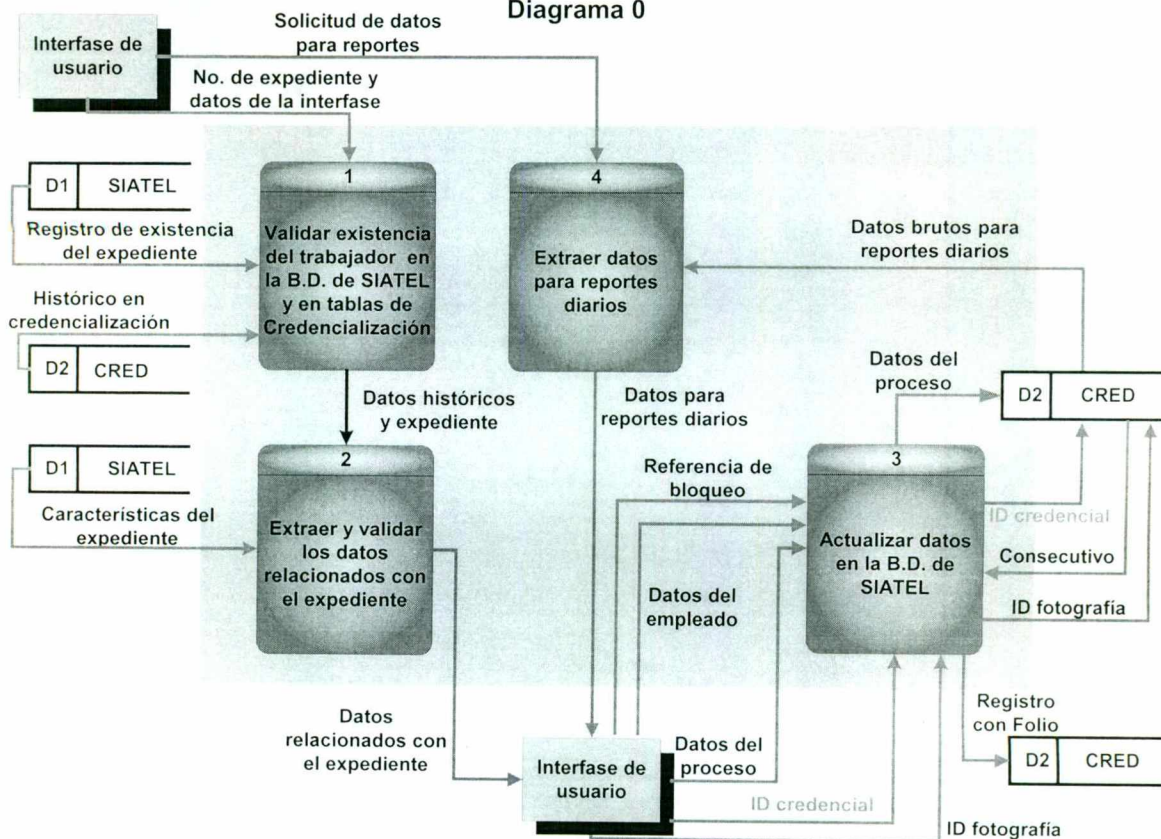 Diagrama 0
Interfase de
usuario
Solicitud de datos
para reportes
No. de expediente y
datos de la interfase
D1 SIATEL
Registro de existencia
del expediente
Histórico en
credencialización
D2 CRED
1
Validar existencia
del trabajador en
la B.D. de SIATEL
y en tablas de
Credencialización
4
Extraer datos
para reportes
diarios
Datos brutos para
reportes diarios
Datos del
proceso
D2 CRED
Datos históricos
y expediente
Datos para
reportes diarios
D1 SIATEL
Características del
expediente
2
Extraer y validar
los datos
relacionados con
el expediente
Referencia de
bloqueo
Datos del
empleado
3
Actualizar datos
en la B.D. de
SIATEL
ID credencial
Consecutivo
ID fotografía
Datos
relacionados con
el expediente
Interfase de
usuario
Datos del
proceso
ID credencial
ID fotografía
Registro
con Folio
D2 CRED